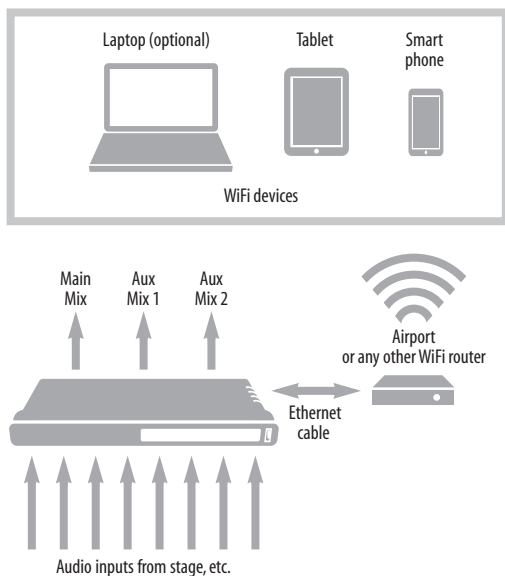 Laptop (optional)
Tablet
Smart
phone
WiFi devices
Main
Mix
Aux
Mix 1
Aux
Mix 2
Airport
or any other WiFi router
Ethernet
cable
Audio inputs from stage, etc.